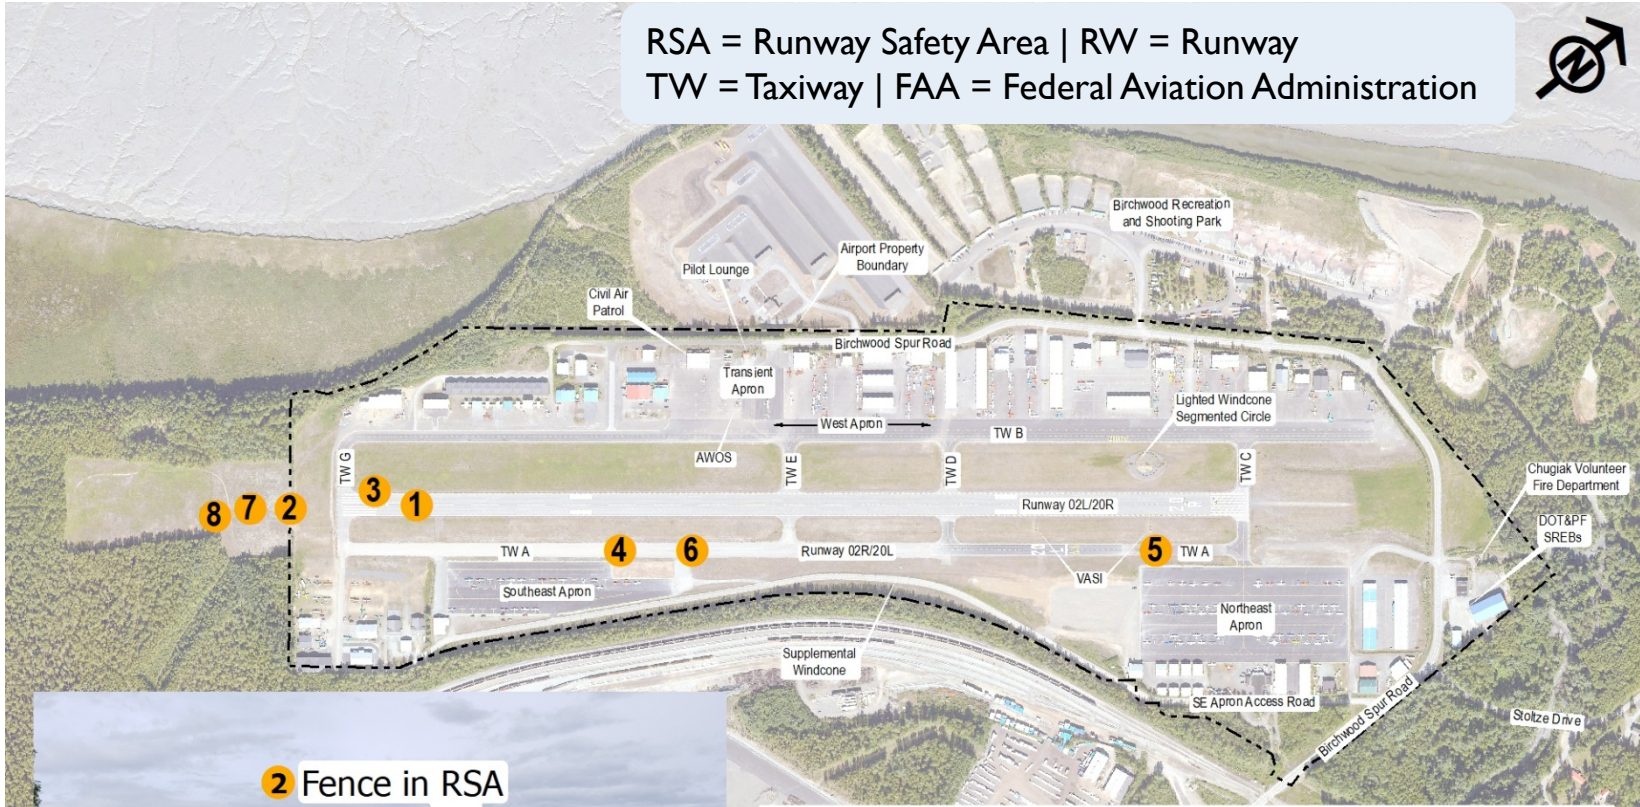 RSA = Runway Safety Area | RW = Runway
TW = Taxiway | FAA = Federal Aviation Administration
N
Birchwood Recreation
and Shooting Park
Airport Property
Boundary
Pilot Lounge
Civil Air
Patrol
Birchwood Spur Road
Transient
Apron
Lighted Windcone
Segmented Circle
West Apron
TW B
AWOS
TW G
TW E
TW D
TW C
Chugiak Volunteer
Fire Department
3
1
8
7
2
Runway 02L/20R
20
DOT&PF
SREBs
TW A
4
6
Runway 02R/20L
5
TW A
VASI
Southeast Apron
Northeast
Apron
Supplemental
Windcone
SE Apron Access Road
Birchwood Spur Road
Stoltze Drive
2 Fence in RSA